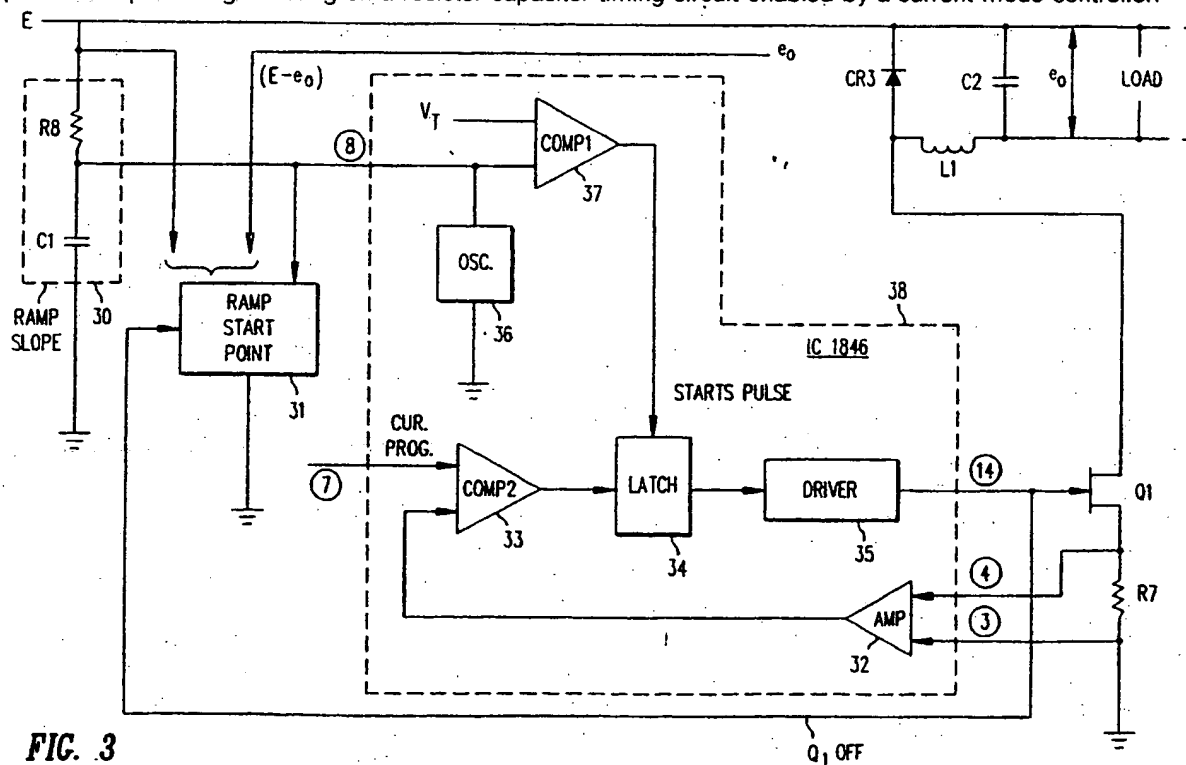 E
e₀
(E-e₀)
CR3
C2
e₀
LOAD
R8
V_T
COMP1
⑧
37
L1
C1
OSC.
36
38
RAMP
SLOPE
30
RAMP
START
POINT
31
IC 1846
STARTS PULSE
CUR.
PROG.
⑦
COMP2
33
LATCH
34
DRIVER
35
⑭
Q1
④
R7
AMP
③
32
FIG. 3
Q₁ OFF